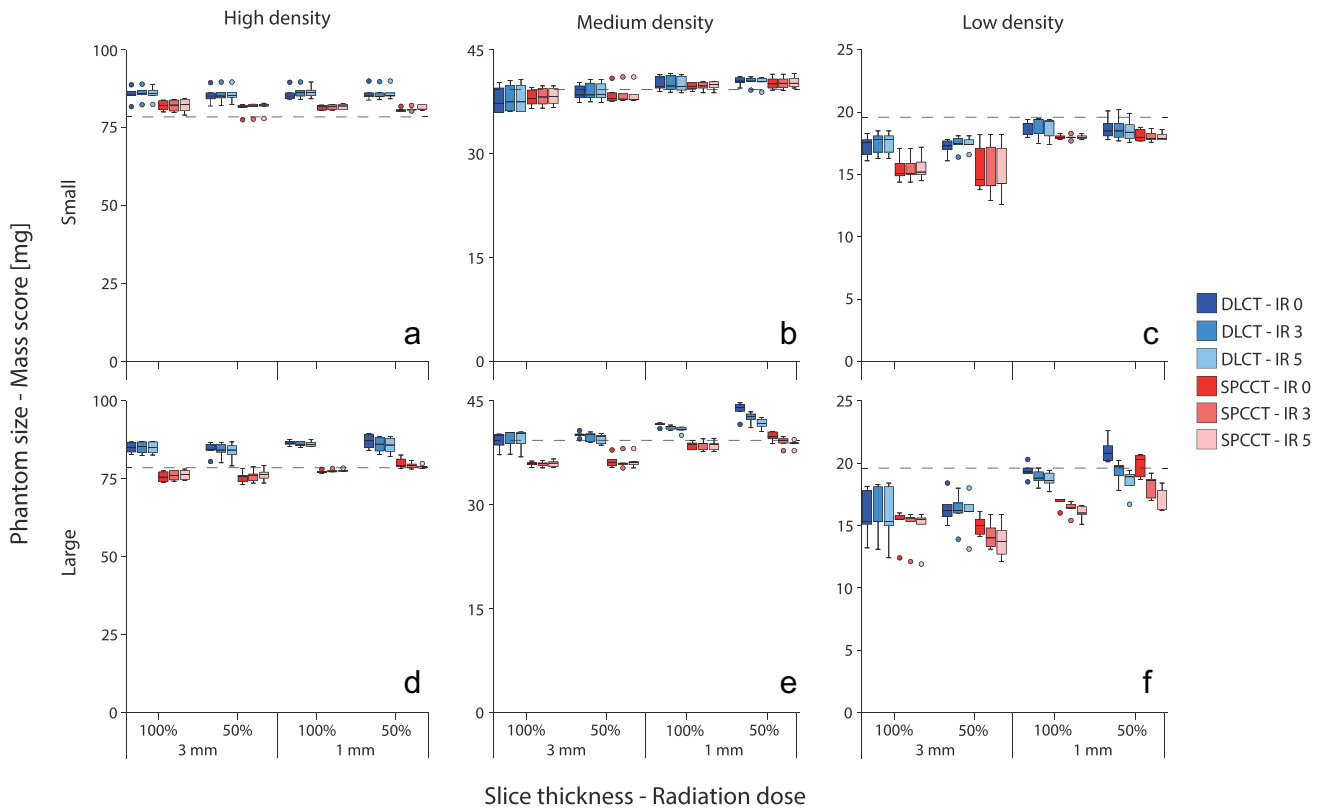 High density
Medium density
Low density
Phantom size - Mass score [mg]
Small
100
75
50
25
0
a
45
30
15
0
b
25
20
15
10
5
0
c
DLCT - IR 0
DLCT - IR 3
DLCT - IR 5
SPCCT - IR 0
SPCCT - IR 3
SPCCT - IR 5
Large
100
75
50
25
0
d
45
30
15
0
e
25
20
15
10
5
0
f
100% 50% 100% 50%
3 mm 1 mm
100% 50% 100% 50%
3 mm 1 mm
100% 50% 100% 50%
3 mm 1 mm
Slice thickness - Radiation dose